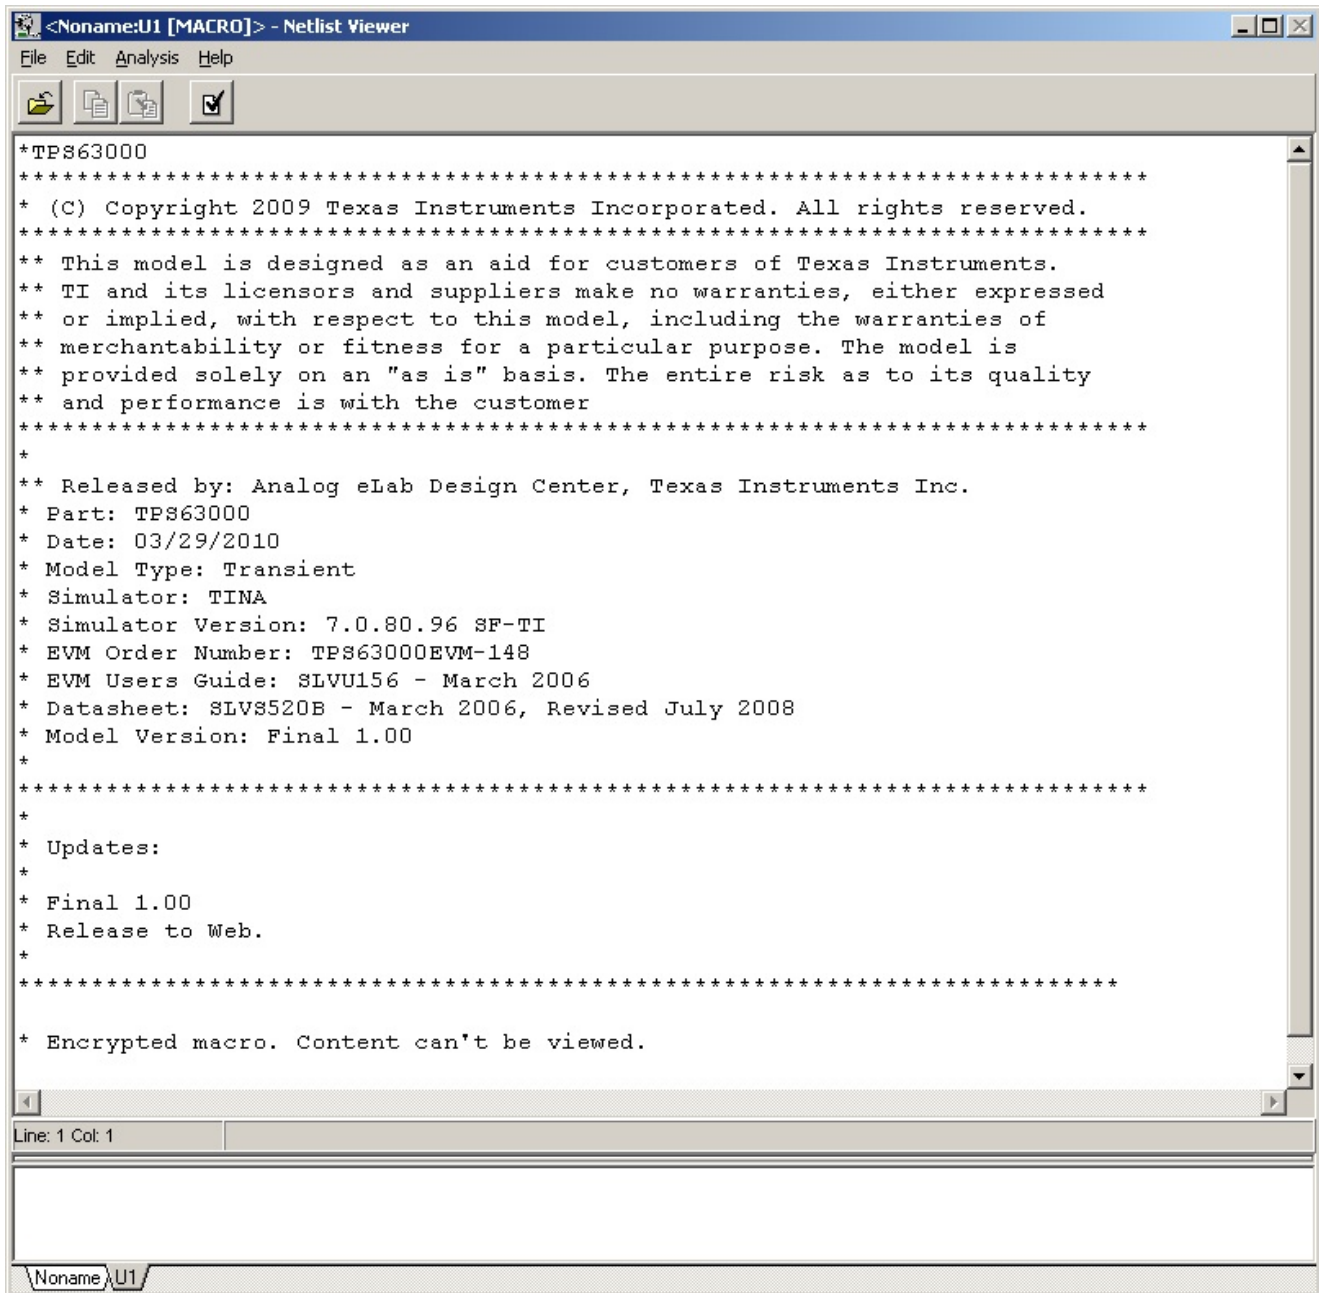 <Noname:U1 [MACRO]> - Netlist Viewer
File Edit Analysis Help
*TPS63000
*****************************************************************************
* (C) Copyright 2009 Texas Instruments Incorporated. All rights reserved.
*****************************************************************************
** This model is designed as an aid for customers of Texas Instruments.
** TI and its licensors and suppliers make no warranties, either expressed
** or implied, with respect to this model, including the warranties of
** merchantability or fitness for a particular purpose. The model is
** provided solely on an "as is" basis. The entire risk as to its quality
** and performance is with the customer
*****************************************************************************
*
** Released by: Analog eLab Design Center, Texas Instruments Inc.
* Part: TPS63000
* Date: 03/29/2010
* Model Type: Transient
* Simulator: TINA
* Simulator Version: 7.0.80.96 SF-TI
* EVM Order Number: TPS63000EVM-148
* EVM Users Guide: SLVU156 - March 2006
* Datasheet: SLVS520B - March 2006, Revised July 2008
* Model Version: Final 1.00
*
*****************************************************************************
*
* Updates:
*
* Final 1.00
* Release to Web.
*
***************************************************************************
* Encrypted macro. Content can't be viewed.
Line: 1 Col: 1
Noname U1